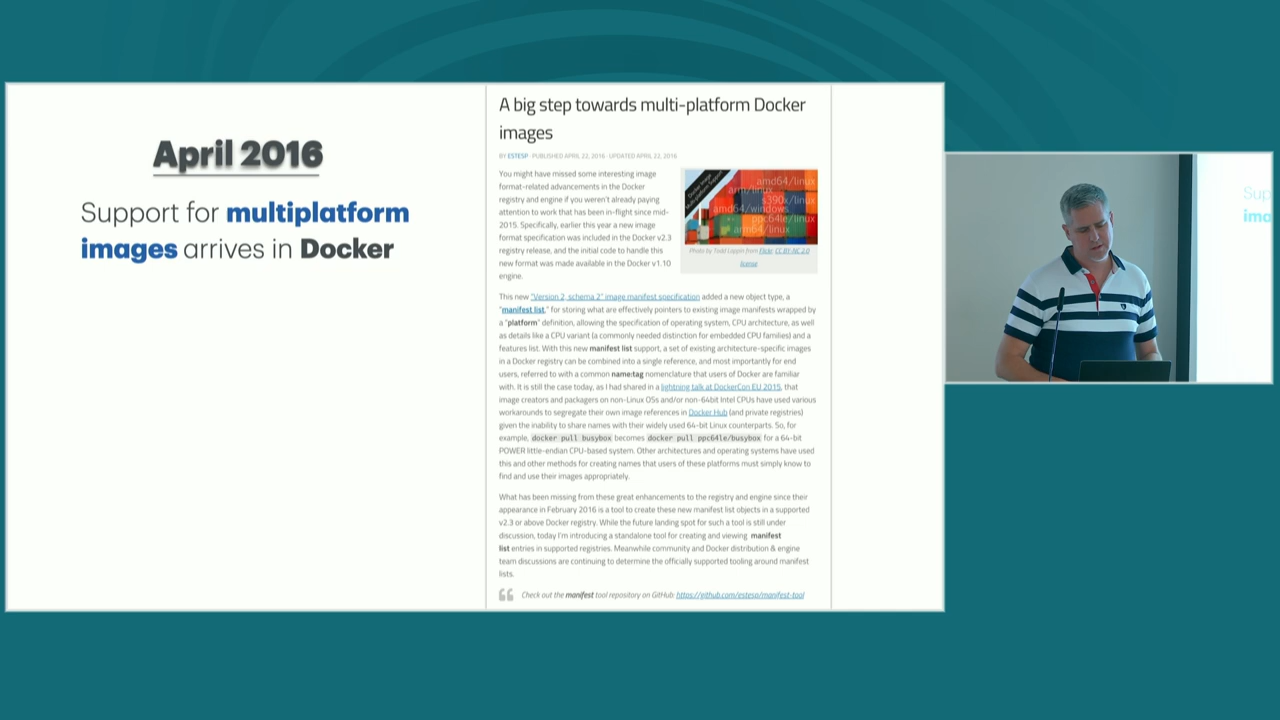 April 2016
Support for multiplatform
images arrives in Docker
A big step towards multi-platform Docker
images
BY ESTESP · PUBLISHED APRIL 22, 2016 · UPDATED APRIL 22, 2016
You might have missed some interesting image
format-related advancements in the Docker
registry and engine if you weren't already paying
attention to work that has been in-flight since mid-
2015. Specifically, earlier this year a new image
format specification was included in the Docker v2.3
registry release, and the initial code to handle this
new format was made available in the Docker v1.10
engine.
Docker Image
Multi-Platform Support
amd64/linux
arm/linux
s390x/linux
amd64/windows
ppc64le/linux
arm64/linux
Photo by Todd Lappin from Flickr, CC BY-NC 2.0
license
This new "Version 2, schema 2" image manifest specification added a new object type, a
"manifest list," for storing what are effectively pointers to existing image manifests wrapped by
a "platform" definition, allowing the specification of operating system, CPU architecture, as well
as details like a CPU variant (a commonly needed distinction for embedded CPU families) and a
features list. With this new manifest list support, a set of existing architecture-specific images
in a Docker registry can be combined into a single reference, and most importantly for end
users, referred to with a common name:tag nomenclature that users of Docker are familiar
with. It is still the case today, as I had shared in a lightning talk at DockerCon EU 2015, that
image creators and packagers on non-Linux OSs and/or non-64bit Intel CPUs have used various
workarounds to segregate their own image references in Docker Hub (and private registries)
given the inability to share names with their widely used 64-bit Linux counterparts. So, for
example, docker pull busybox becomes docker pull ppc64le/busybox for a 64-bit
POWER little-endian CPU-based system. Other architectures and operating systems have used
this and other methods for creating names that users of these platforms must simply know to
find and use their images appropriately.
What has been missing from these great enhancements to the registry and engine since their
appearance in February 2016 is a tool to create these new manifest list objects in a supported
v2.3 or above Docker registry. While the future landing spot for such a tool is still under
discussion, today I'm introducing a standalone tool for creating and viewing manifest
list entries in supported registries. Meanwhile community and Docker distribution & engine
team discussions are continuing to determine the officially supported tooling around manifest
lists.
Check out the manifest tool repository on GitHub: https://github.com/estesp/manifest-tool
Sup
ima